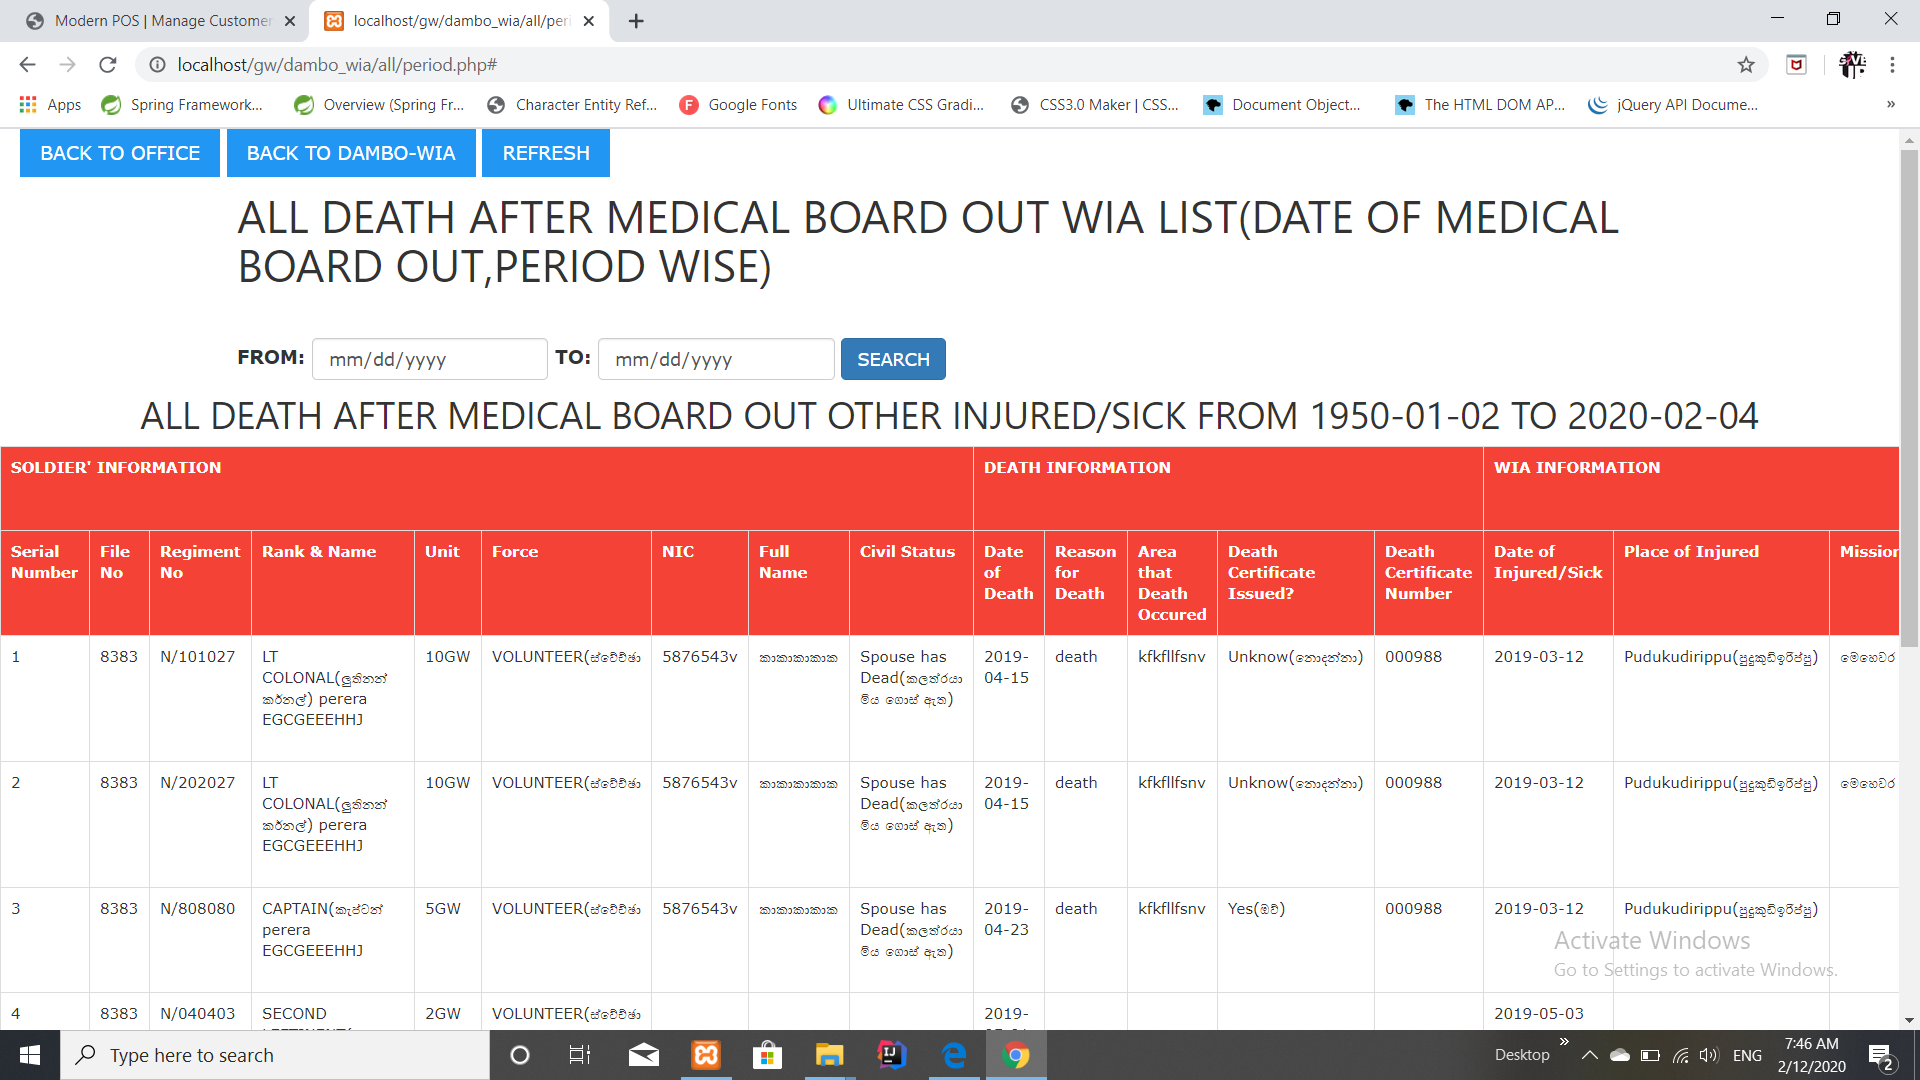 Modern POS | Manage Customer
localhost/gw/dambo_wia/all/peri
localhost/gw/dambo_wia/all/period.php#
Apps Spring Framework... Overview (Spring Fr... Character Entity Ref... Google Fonts Ultimate CSS Gradi... CSS3.0 Maker | CSS... Document Object... The HTML DOM AP... jQuery API Docume... »
BACK TO OFFICE BACK TO DAMBO-WIA REFRESH
ALL DEATH AFTER MEDICAL BOARD OUT WIA LIST(DATE OF MEDICAL
BOARD OUT,PERIOD WISE)
FROM: mm/dd/yyyy TO: mm/dd/yyyy SEARCH
ALL DEATH AFTER MEDICAL BOARD OUT OTHER INJURED/SICK FROM 1950-01-02 TO 2020-02-04
SOLDIER' INFORMATION DEATH INFORMATION WIA INFORMATION
Serial Number File No Regiment No Rank & Name Unit Force NIC Full Name Civil Status Date of Death Reason for Death Area that Death Occured Death Certificate Issued? Death Certificate Number Date of Injured/Sick Place of Injured Mission
1 8383 N/101027 LT COLONAL(ලුතිනන් කර්නල්) perera EGCGEEEHHJ 10GW VOLUNTEER(ස්වේච්ඡා 5876543v කාකාකාකාක Spouse has Dead(කලත්රයා මිය ගොස් ඇත) 2019-04-15 death kfkfllfsnv Unknow(නොදන්නා) 000988 2019-03-12 Pudukudirippu(පුදුකුඩිඉරිප්පු) මෙහෙවර
2 8383 N/202027 LT COLONAL(ලුතිනන් කර්නල්) perera EGCGEEEHHJ 10GW VOLUNTEER(ස්වේච්ඡා 5876543v කාකාකාකාක Spouse has Dead(කලත්රයා මිය ගොස් ඇත) 2019-04-15 death kfkfllfsnv Unknow(නොදන්නා) 000988 2019-03-12 Pudukudirippu(පුදුකුඩිඉරිප්පු) මෙහෙවර
3 8383 N/808080 CAPTAIN(කැප්ටන් perera EGCGEEEHHJ 5GW VOLUNTEER(ස්වේච්ඡා 5876543v කාකාකාකාක Spouse has Dead(කලත්රයා මිය ගොස් ඇත) 2019-04-23 death kfkfllfsnv Yes(ඔව්) 000988 2019-03-12 Pudukudirippu(පුදුකුඩිඉරිප්පු)
4 8383 N/040403 SECOND 2GW VOLUNTEER(ස්වේච්ඡා 2019- 2019-05-03
Activate Windows
Go to Settings to activate Windows.
Type here to search Desktop » ENG 7:46 AM
2/12/2020 2